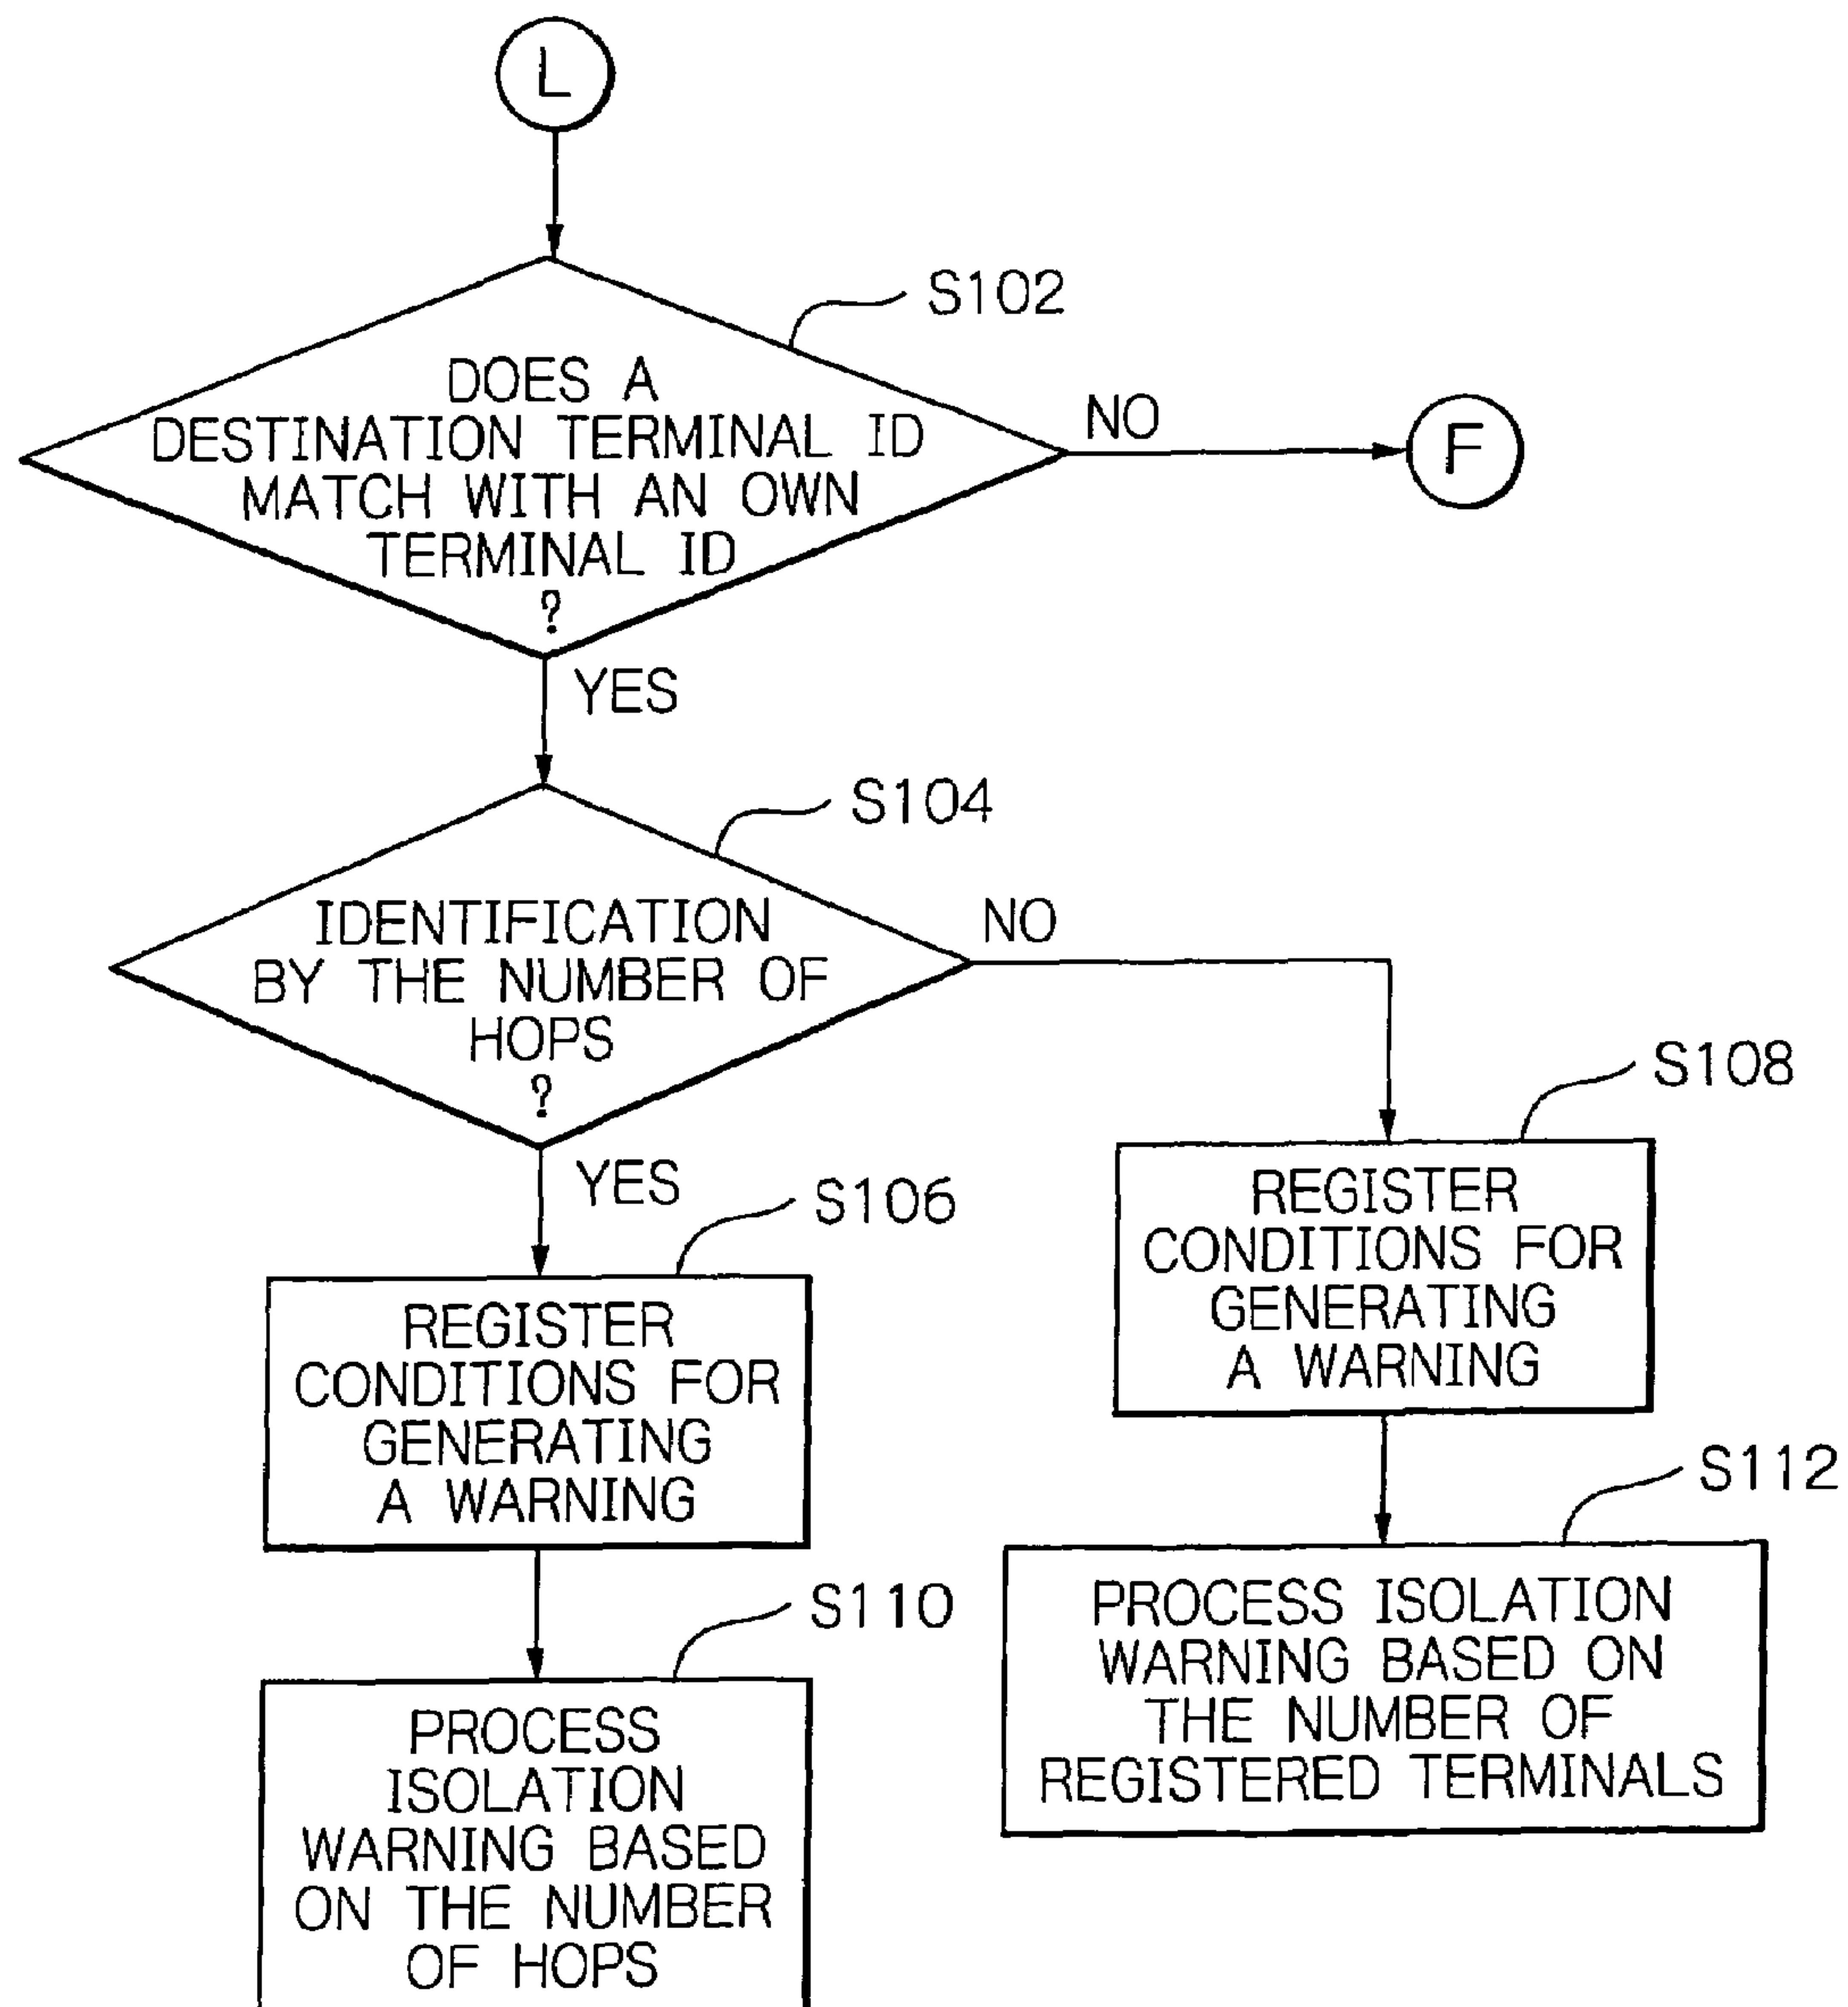 L
S102
DOES A
DESTINATION TERMINAL ID
MATCH WITH AN OWN
TERMINAL ID
?
NO
F
YES
S104
IDENTIFICATION
BY THE NUMBER OF
HOPS
?
NO
YES
S106
REGISTER
CONDITIONS FOR
GENERATING
A WARNING
S108
REGISTER
CONDITIONS FOR
GENERATING
A WARNING
S110
PROCESS
ISOLATION
WARNING BASED
ON THE NUMBER
OF HOPS
S112
PROCESS ISOLATION
WARNING BASED ON
THE NUMBER OF
REGISTERED TERMINALS